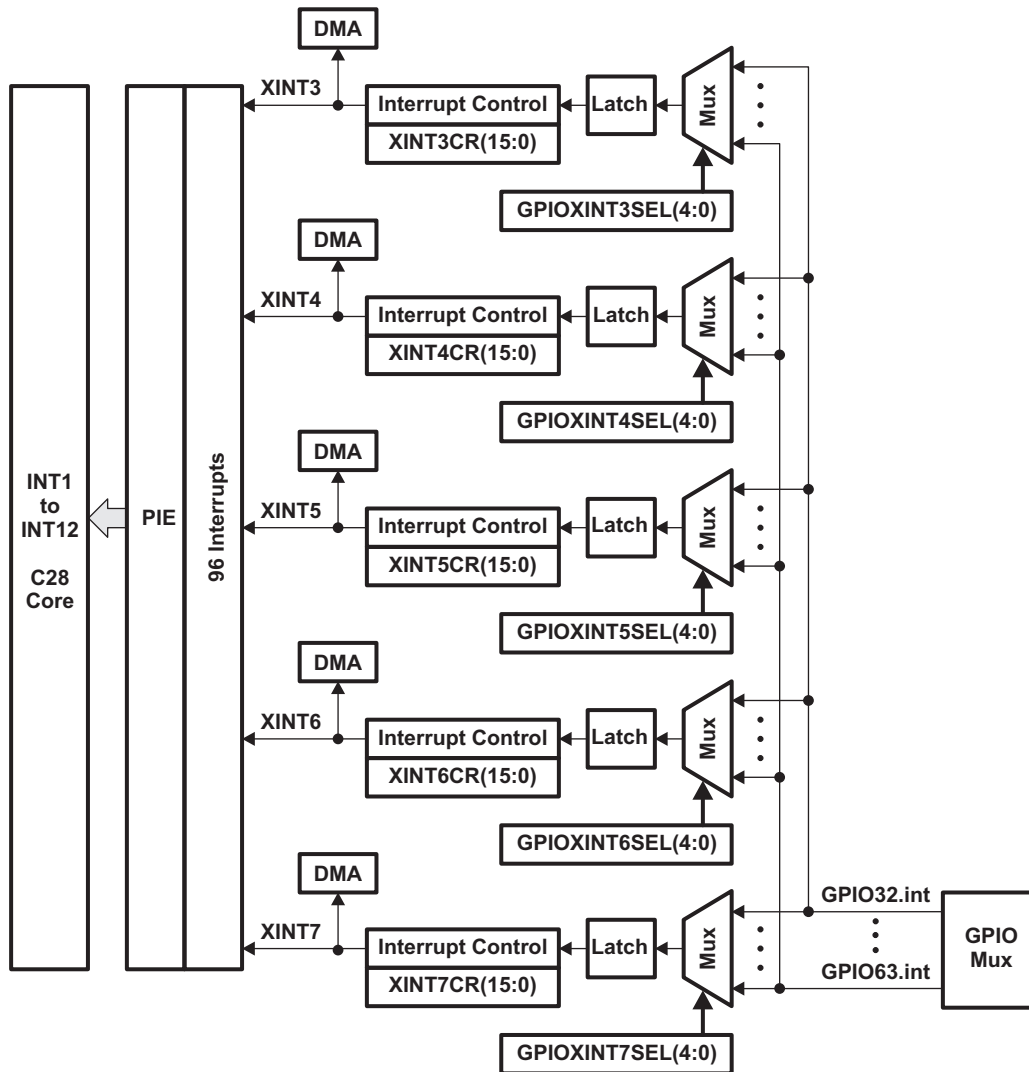 DMA
XINT3
Interrupt Control
XINT3CR(15:0)
Latch
Mux
GPIOXINT3SEL(4:0)
DMA
XINT4
Interrupt Control
XINT4CR(15:0)
Latch
Mux
GPIOXINT4SEL(4:0)
INT1
to
INT12
C28
Core
PIE
96 Interrupts
DMA
XINT5
Interrupt Control
XINT5CR(15:0)
Latch
Mux
GPIOXINT5SEL(4:0)
DMA
XINT6
Interrupt Control
XINT6CR(15:0)
Latch
Mux
GPIOXINT6SEL(4:0)
DMA
XINT7
Interrupt Control
XINT7CR(15:0)
Latch
Mux
GPIOXINT7SEL(4:0)
GPIO32.int
GPIO63.int
GPIO
Mux